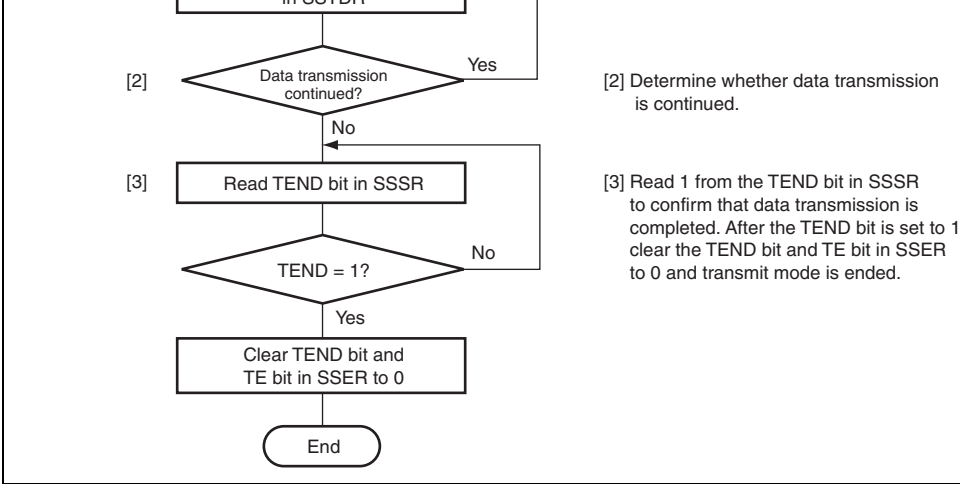 in SSTDR
[2]
Data transmission
continued?
Yes
[2] Determine whether data transmission
is continued.
No
[3]
Read TEND bit in SSSR
[3] Read 1 from the TEND bit in SSSR
to confirm that data transmission is
completed. After the TEND bit is set to 1
clear the TEND bit and TE bit in SSER
to 0 and transmit mode is ended.
TEND = 1?
No
Yes
Clear TEND bit and
TE bit in SSER to 0
End